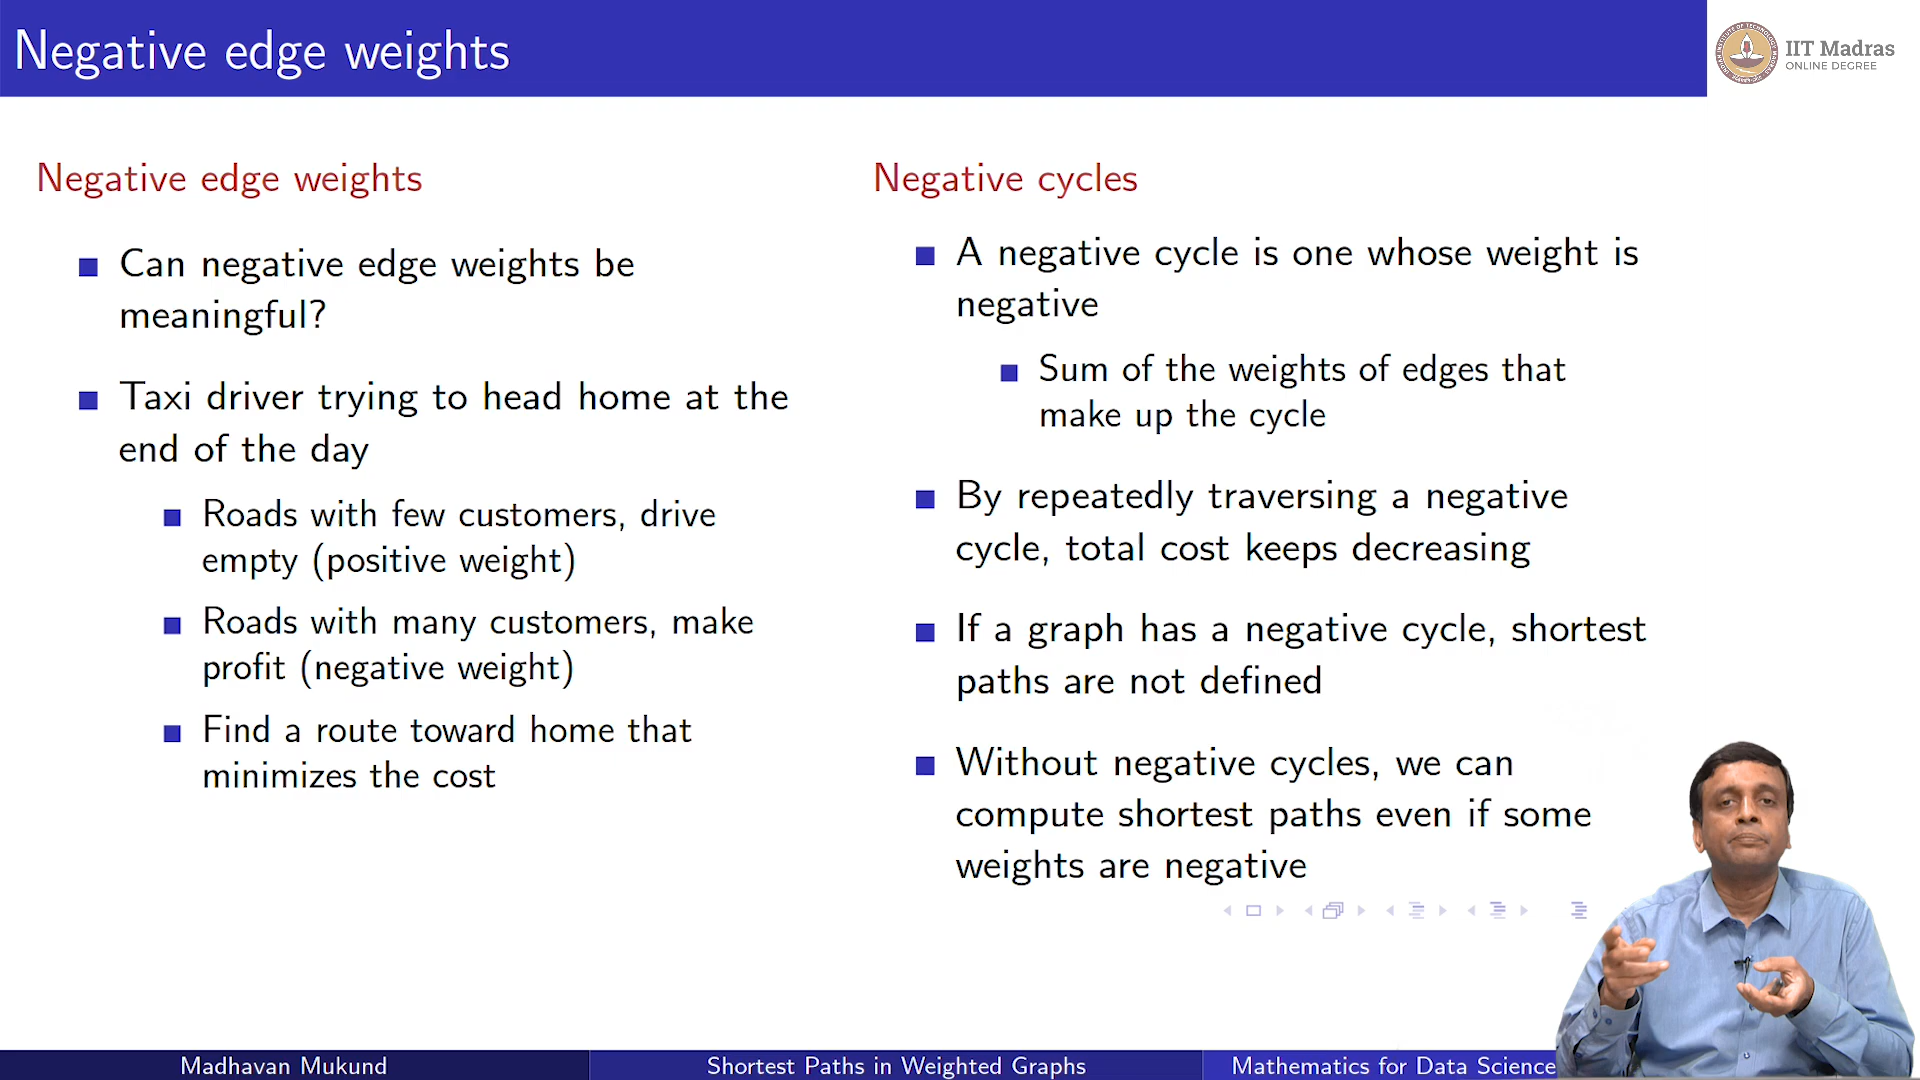 Negative edge weights
IIT Madras
ONLINE DEGREE
Negative edge weights
Can negative edge weights be
meaningful?
Taxi driver trying to head home at the
end of the day
Roads with few customers, drive
empty (positive weight)
Roads with many customers, make
profit (negative weight)
Find a route toward home that
minimizes the cost
Negative cycles
A negative cycle is one whose weight is
negative
Sum of the weights of edges that
make up the cycle
By repeatedly traversing a negative
cycle, total cost keeps decreasing
If a graph has a negative cycle, shortest
paths are not defined
Without negative cycles, we can
compute shortest paths even if some
weights are negative
Madhavan Mukund
Shortest Paths in Weighted Graphs
Mathematics for Data Science